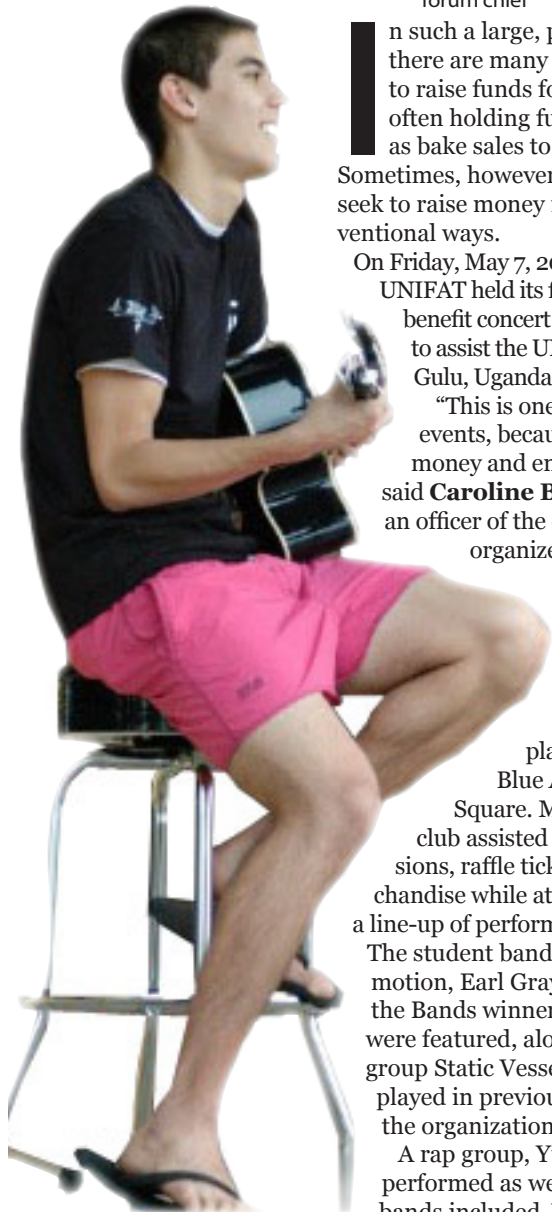 forum chief
In such a large, p
there are many
to raise funds fo
often holding fu
as bake sales to
Sometimes, however
seek to raise money
ventional ways.
On Friday, May 7, 20
UNIFAT held its f
benefit concert
to assist the U
Gulu, Uganda
“This is one
events, becau
money and en
said Caroline B
an officer of the
organize
pla
Blue
Square. M
club assisted
sions, raffle tick
chandise while at
a line-up of perform
The student band
motion, Earl Gray
the Bands winner
were featured, alo
group Static Vesse
played in previou
the organization
A rap group, Y
performed as we
bands included